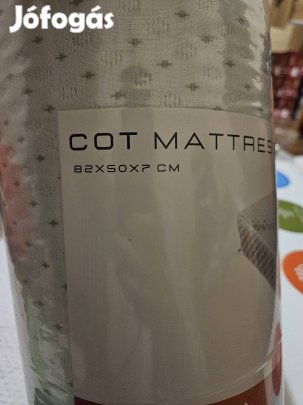 Jófogás
COT MATTRES
82X50X7 CM